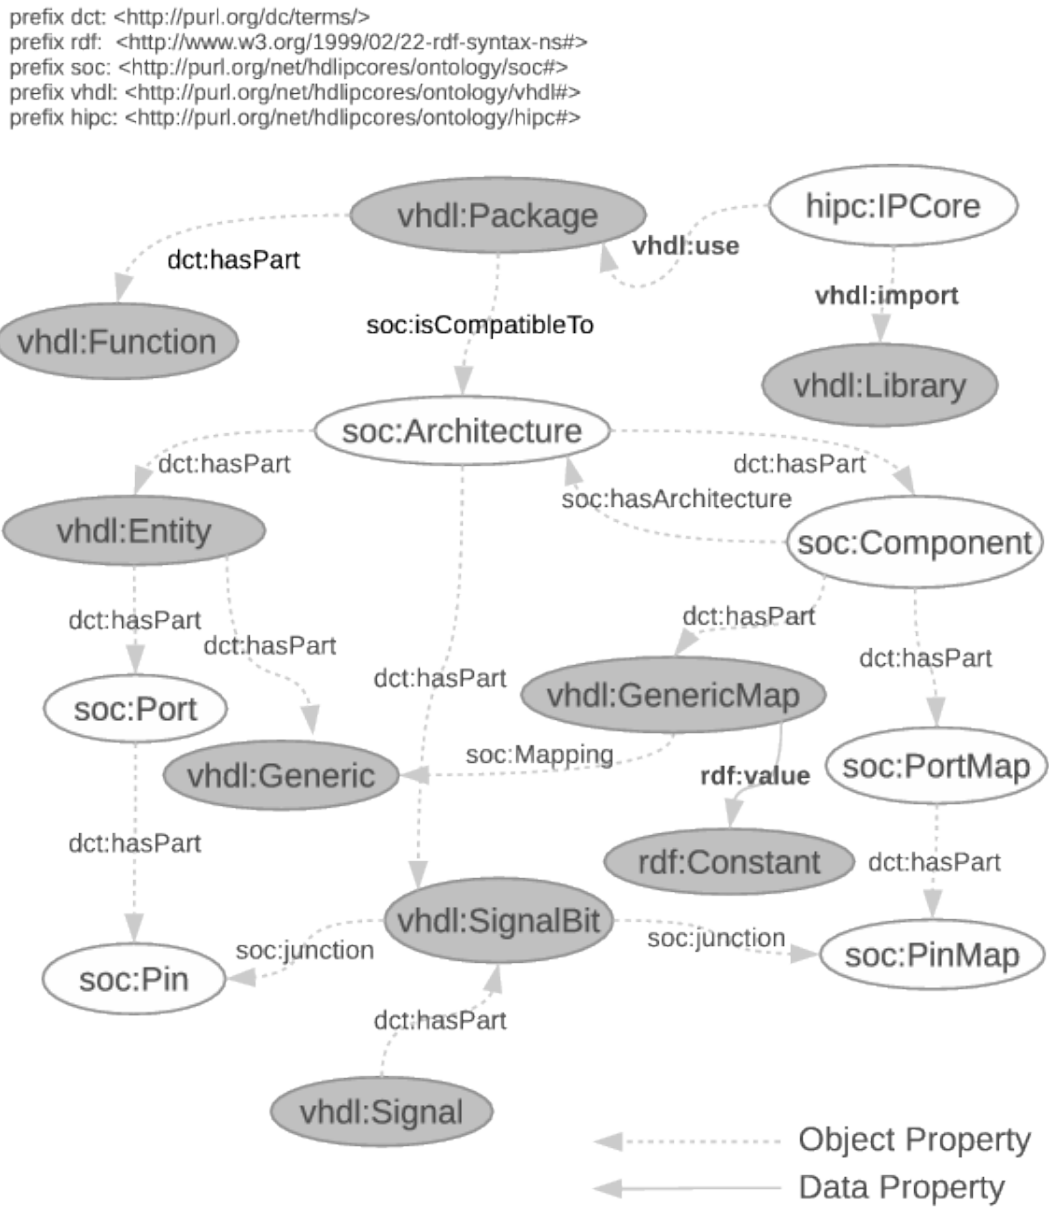 prefix dct: <http://purl.org/dc/terms/>
prefix rdf: <http://www.w3.org/1999/02/22-rdf-syntax-ns#>
prefix soc: <http://purl.org/net/hdlipcores/ontology/soc#>
prefix vhdl: <http://purl.org/net/hdlipcores/ontology/vhdl#>
prefix hipc: <http://purl.org/net/hdlipcores/ontology/hipc#>
vhdl:Package
hipc:IPCore
vhdl:use
dct:hasPart
vhdl:import
soc:isCompatibleTo
vhdl:Function
vhdl:Library
soc:Architecture
dct:hasPart
dct:hasPart
soc:hasArchitecture
vhdl:Entity
soc:Component
dct:hasPart
dct:hasPart
dct:hasPart
dct:hasPart
dct:hasPart
vhdl:GenericMap
soc:Port
soc:Mapping
soc:PortMap
vhdl:Generic
rdf:value
dct:hasPart
rdf:Constant
dct:hasPart
vhdl:SignalBit
soc:junction
soc:junction
soc:PinMap
soc:Pin
dct:hasPart
vhdl:Signal
Object Property
Data Property